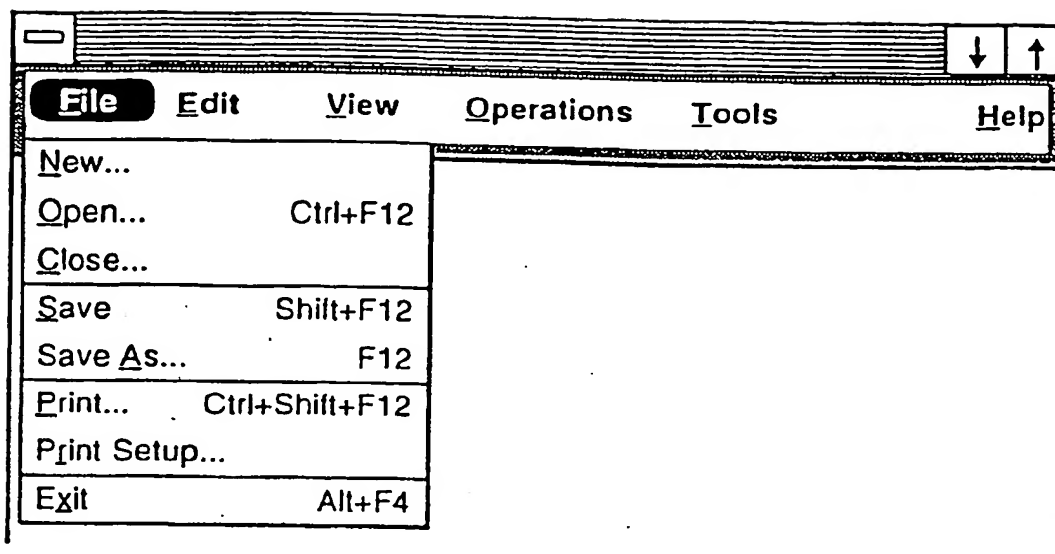 File Edit View Operations Tools Help
New...
Open... Ctrl+F12
Close...
Save Shift+F12
Save As... F12
Print... Ctrl+Shift+F12
Print Setup...
Exit Alt+F4